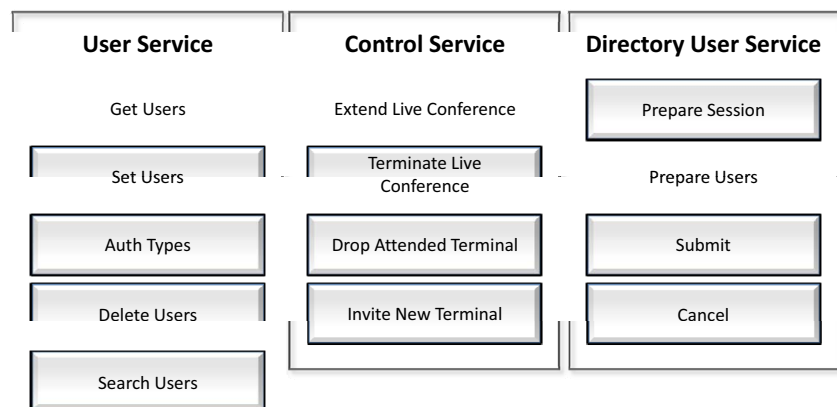 User Service
Get Users
Set Users
Auth Types
Delete Users
Search Users
Control Service
Extend Live Conference
Terminate Live
Conference
Drop Attended Terminal
Invite New Terminal
Directory User Service
Prepare Session
Prepare Users
Submit
Cancel